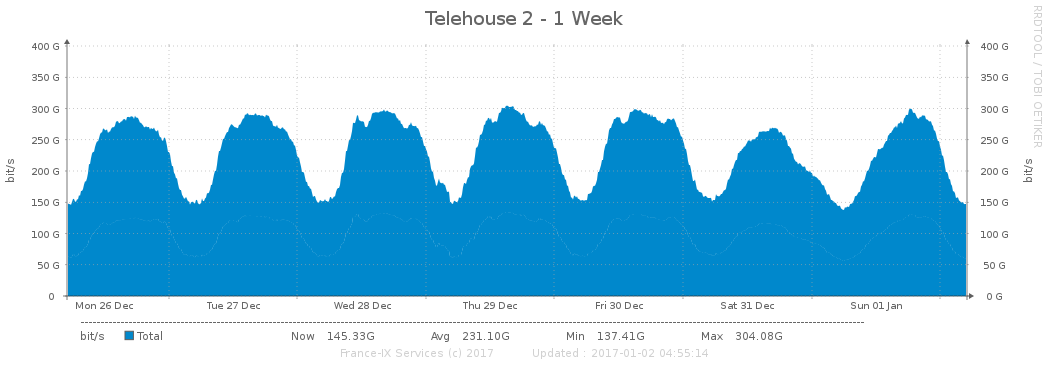 Telehouse 2 - 1 Week
RRDTOOL / TOBI OETIKER
bit/s
400 G
350 G
300 G
250 G
200 G
150 G
100 G
50 G
0
400 G
350 G
300 G
250 G
200 G
150 G
100 G
50 G
0 G
bit/s
Mon 26 Dec Tue 27 Dec Wed 28 Dec Thu 29 Dec Fri 30 Dec Sat 31 Dec Sun 01 Jan
bit/s Total Now 145.33G Avg 231.10G Min 137.41G Max 304.08G
France-IX Services (c) 2017 Updated : 2017-01-02 04:55:14